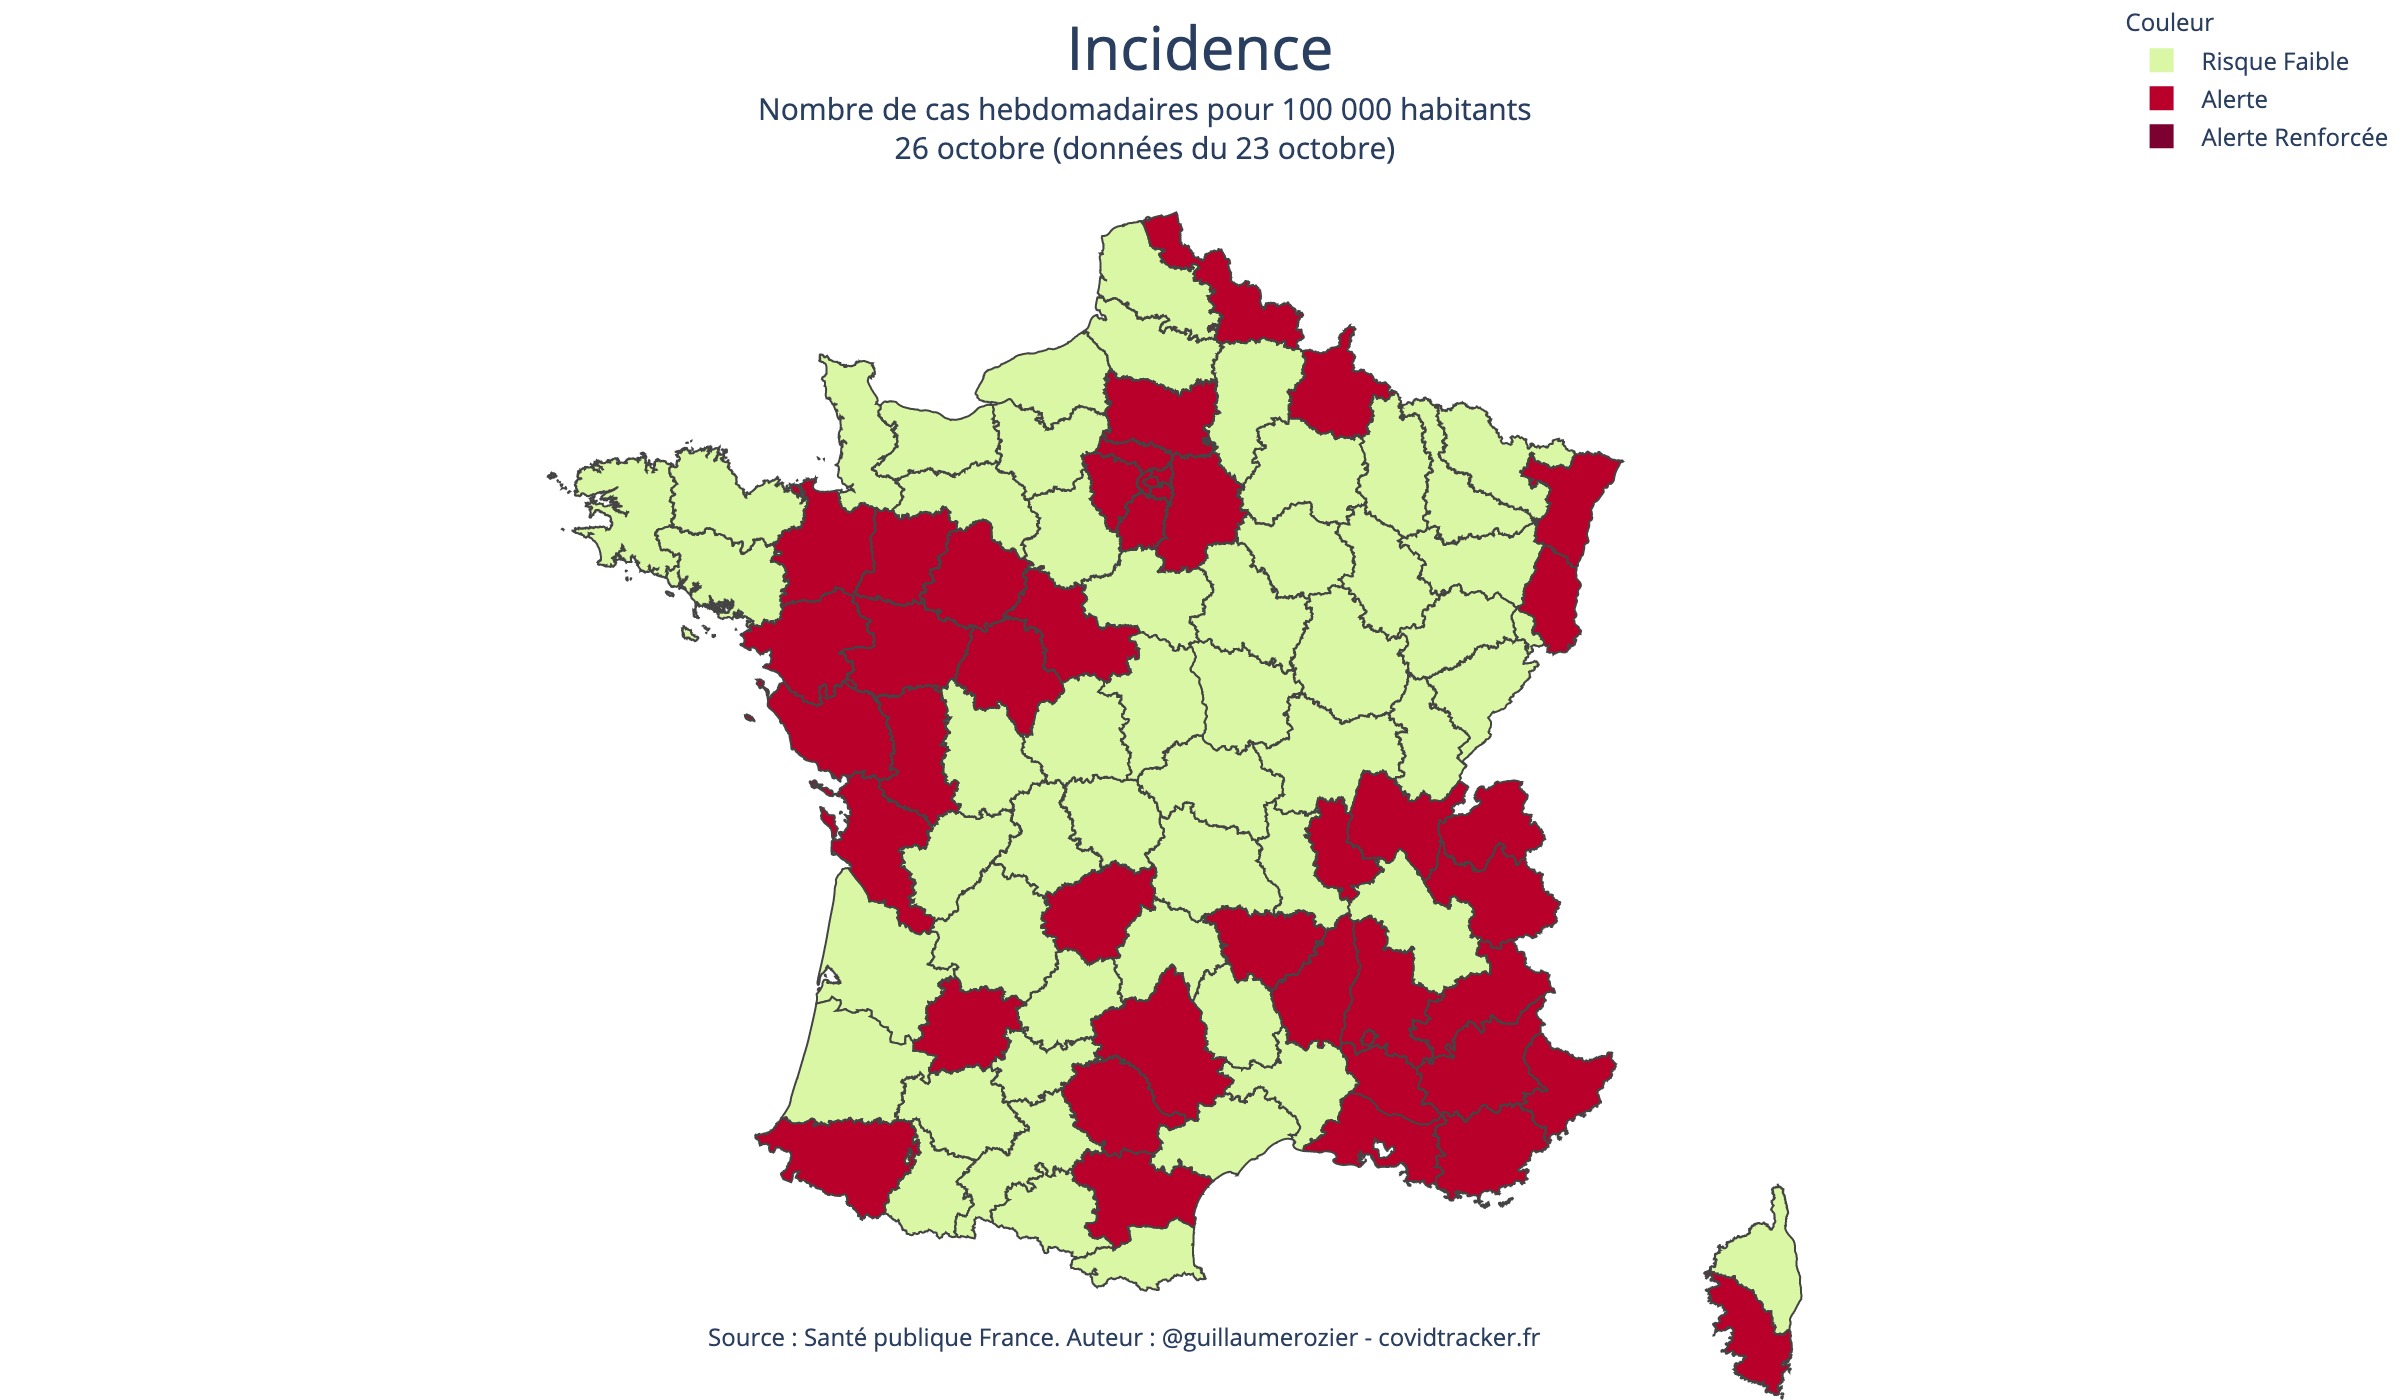 Incidence
Nombre de cas hebdomadaires pour 100 000 habitants
26 octobre (données du 23 octobre)
Couleur
Risque Faible
Alerte
Alerte Renforcée
Source : Santé publique France. Auteur : @guillaumerozier - covidtracker.fr